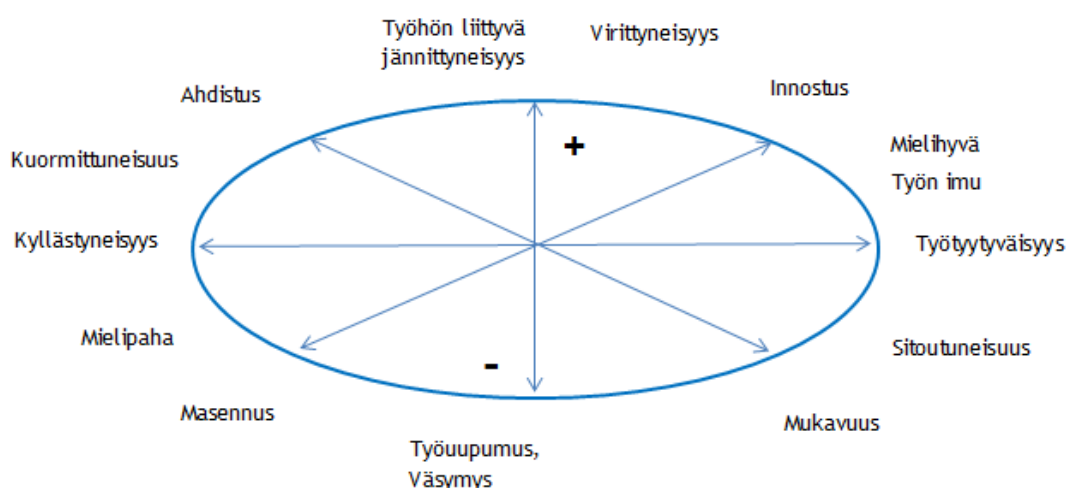 Työhön liittyvä
jännittyneisyys
Virittyneisyys
Ahdistus
Innostus
+
Kuormittuneisuus
Mielihyvä
Työn imu
Kyllästyneisyys
Työtyytyväisyys
Mielipaha
Sitoutuneisuus
-
Masennus
Mukavuus
Työuupumus,
Väsymys